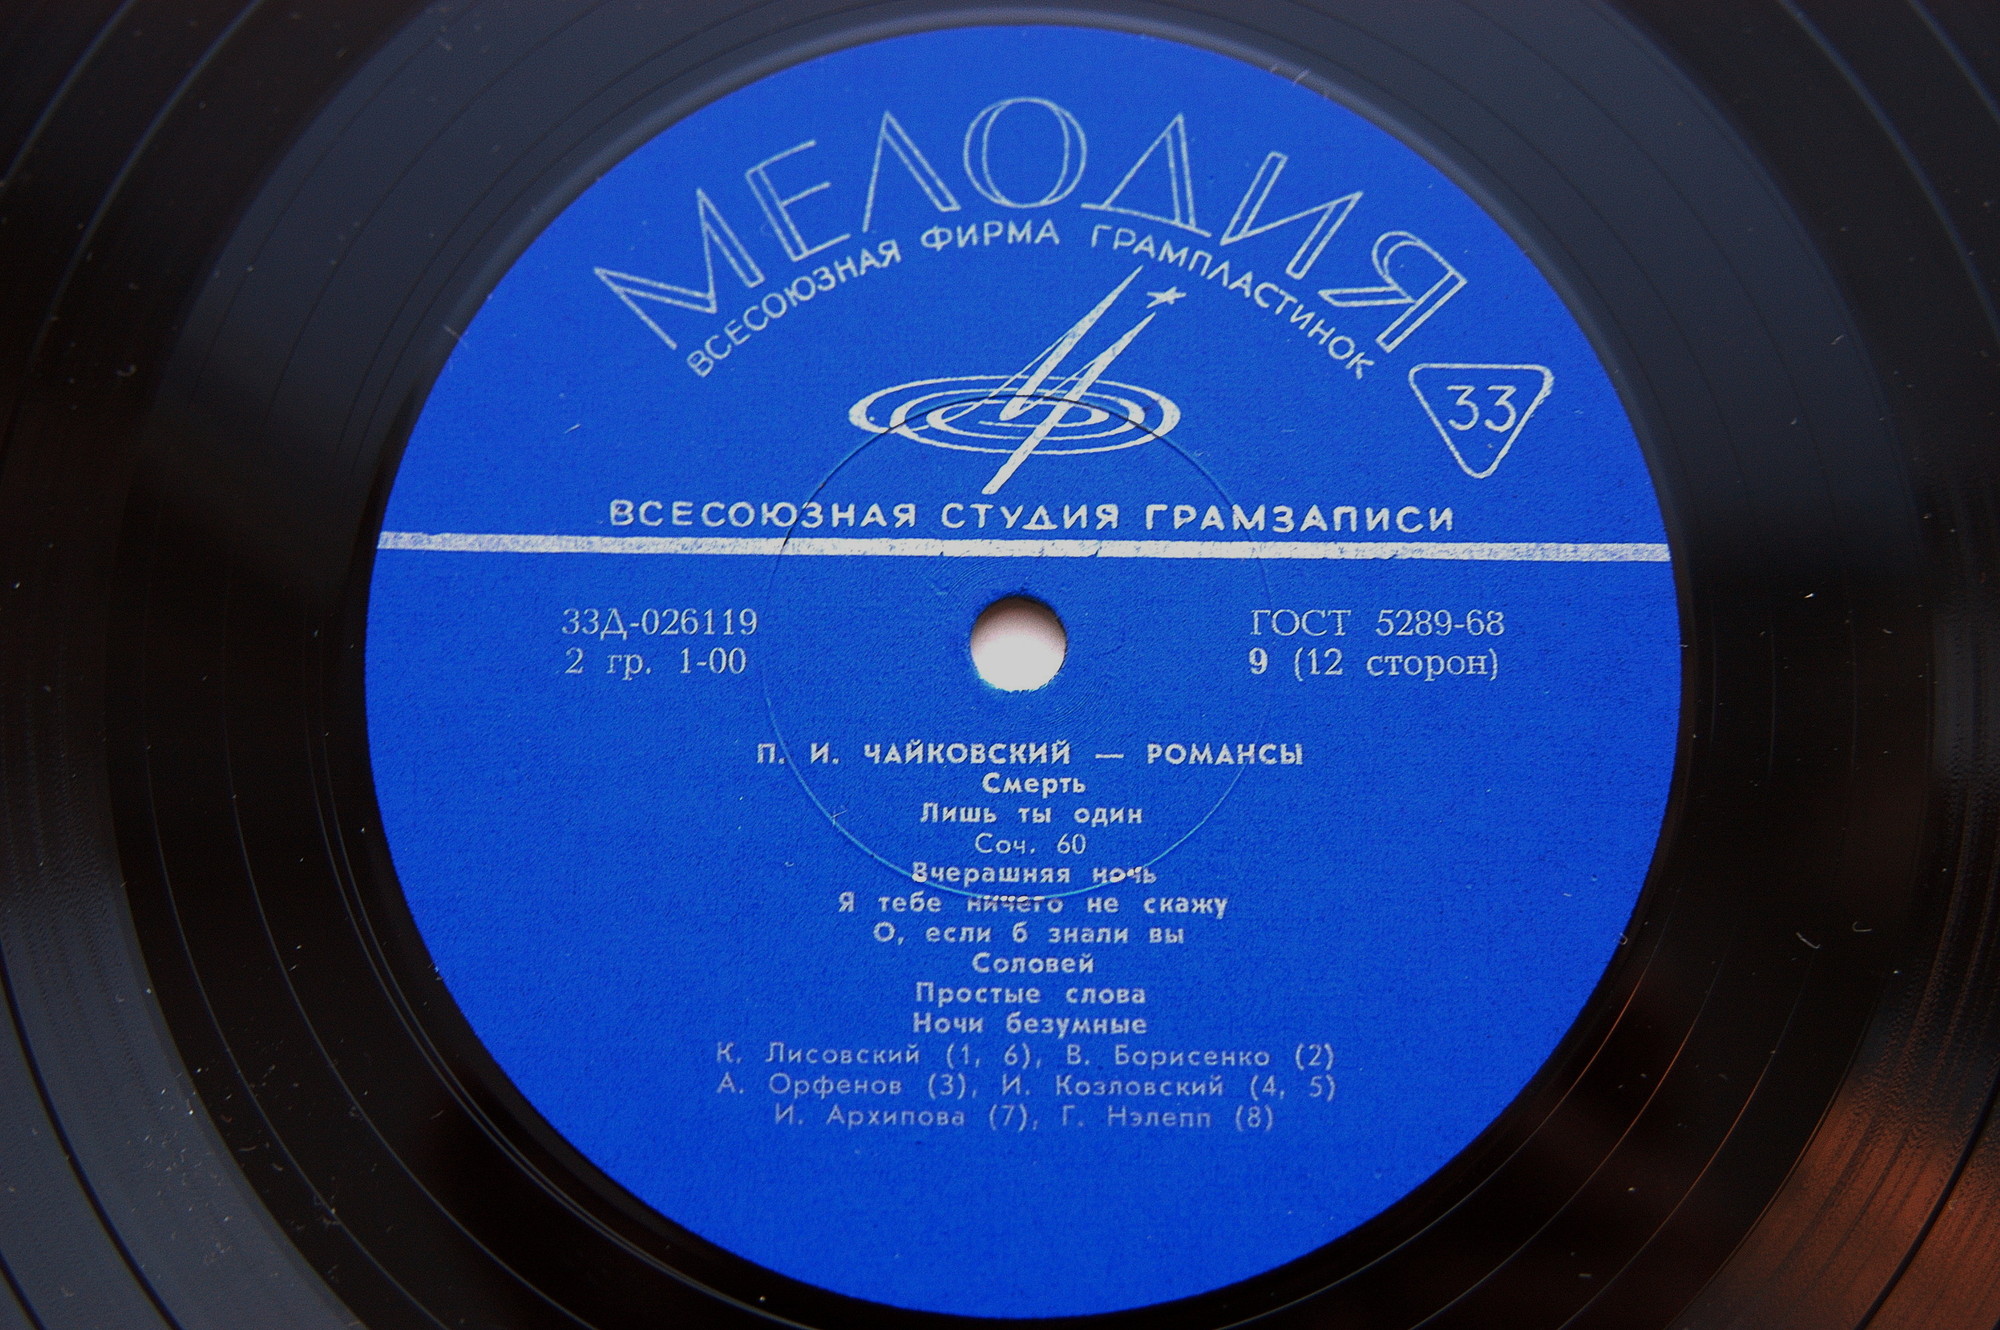 МЕЛОДИЯ
ВСЕСОЮЗНАЯ ФИРМА ГРАМПЛАСТИНОК
33
ВСЕСОЮЗНАЯ СТУДИЯ ГРАМЗАПИСИ
33Д-026119
2 гр. 1-00
ГОСТ 5289-68
9 (12 сторон)
П. И. ЧАЙКОВСКИЙ — РОМАНСЫ
Смерть
Лишь ты один
Соч. 60
Вчерашняя ночь
Я тебе ничего не скажу
О, если б знали вы
Соловей
Простые слова
Ночи безумные
К. Лисовский (1, 6), В. Борисенко (2)
А. Орфенов (3), И. Козловский (4, 5)
И. Архипова (7), Г. Нэлепп (8)